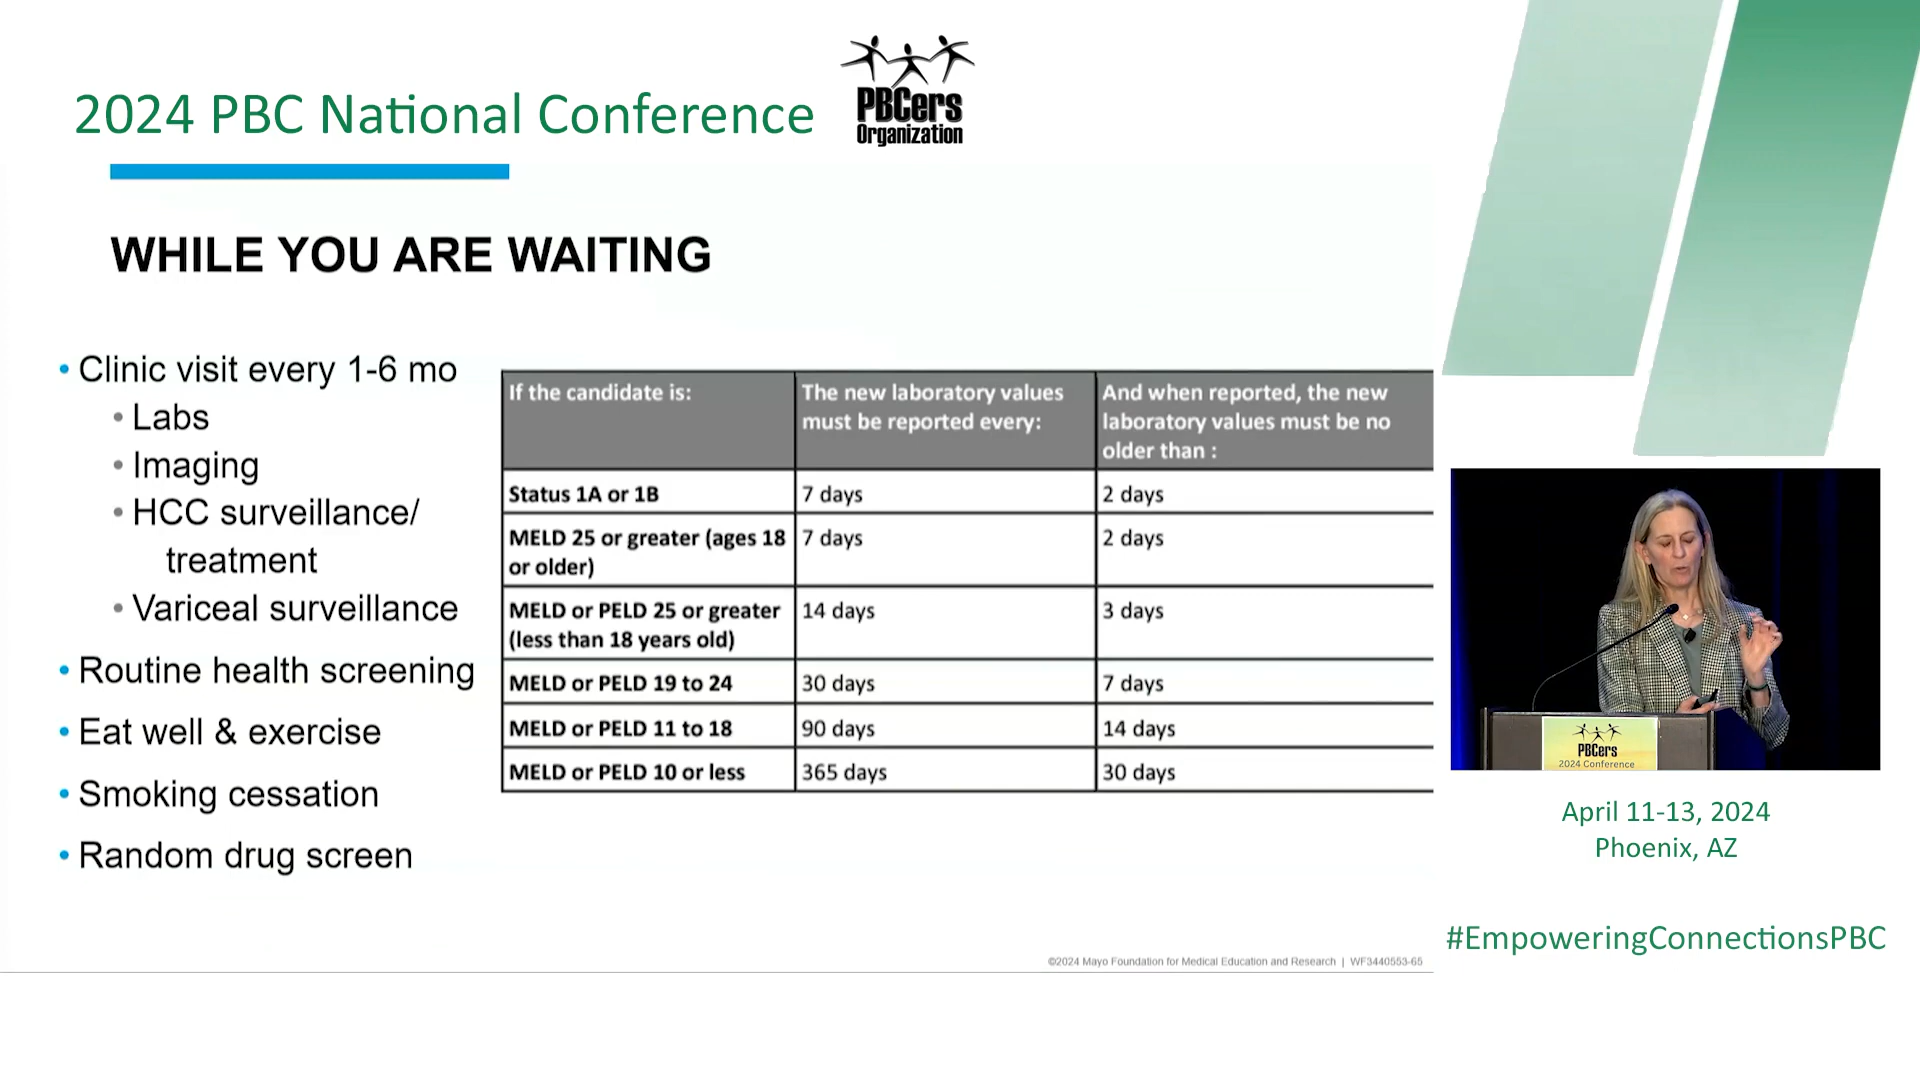 2024 PBC National Conference
PBCers
Organization
WHILE YOU ARE WAITING
• Clinic visit every 1-6 mo
• Labs
• Imaging
• HCC surveillance/
treatment
• Variceal surveillance
• Routine health screening
• Eat well & exercise
• Smoking cessation
• Random drug screen
If the candidate is:
The new laboratory values
must be reported every:
And when reported, the new
laboratory values must be no
older than :
Status 1A or 1B
7 days
2 days
MELD 25 or greater (ages 18
or older)
7 days
2 days
MELD or PELD 25 or greater
(less than 18 years old)
14 days
3 days
MELD or PELD 19 to 24
30 days
7 days
MELD or PELD 11 to 18
90 days
14 days
MELD or PELD 10 or less
365 days
30 days
©2024 Mayo Foundation for Medical Education and Research | WF3440553-65
PBCers
2024 Conference
April 11-13, 2024
Phoenix, AZ
#EmpoweringConnectionsPBC